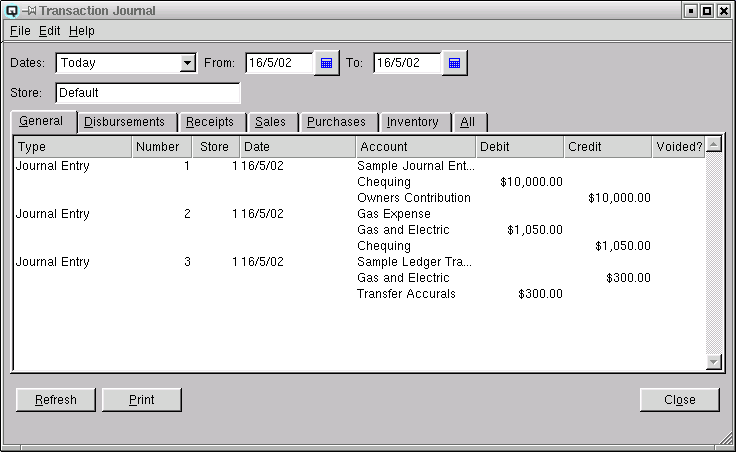 Transaction Journal
File Edit Help
Dates: Today From: 16/5/02 To: 16/5/02
Store: Default
General Disbursements Receipts Sales Purchases Inventory All
Type Number Store Date Account Debit Credit Voided?
Journal Entry 1 1 16/5/02 Sample Journal Ent...
Chequing $10,000.00
Owners Contribution $10,000.00
Journal Entry 2 1 16/5/02 Gas Expense
Gas and Electric $1,050.00
Chequing $1,050.00
Journal Entry 3 1 16/5/02 Sample Ledger Tra...
Gas and Electric $300.00
Transfer Accurals $300.00
Refresh Print Close